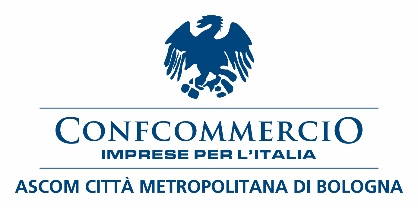 CONFCOMMERCIO
IMPRESE PER L'ITALIA
ASCOM CITTÀ METROPOLITANA DI BOLOGNA